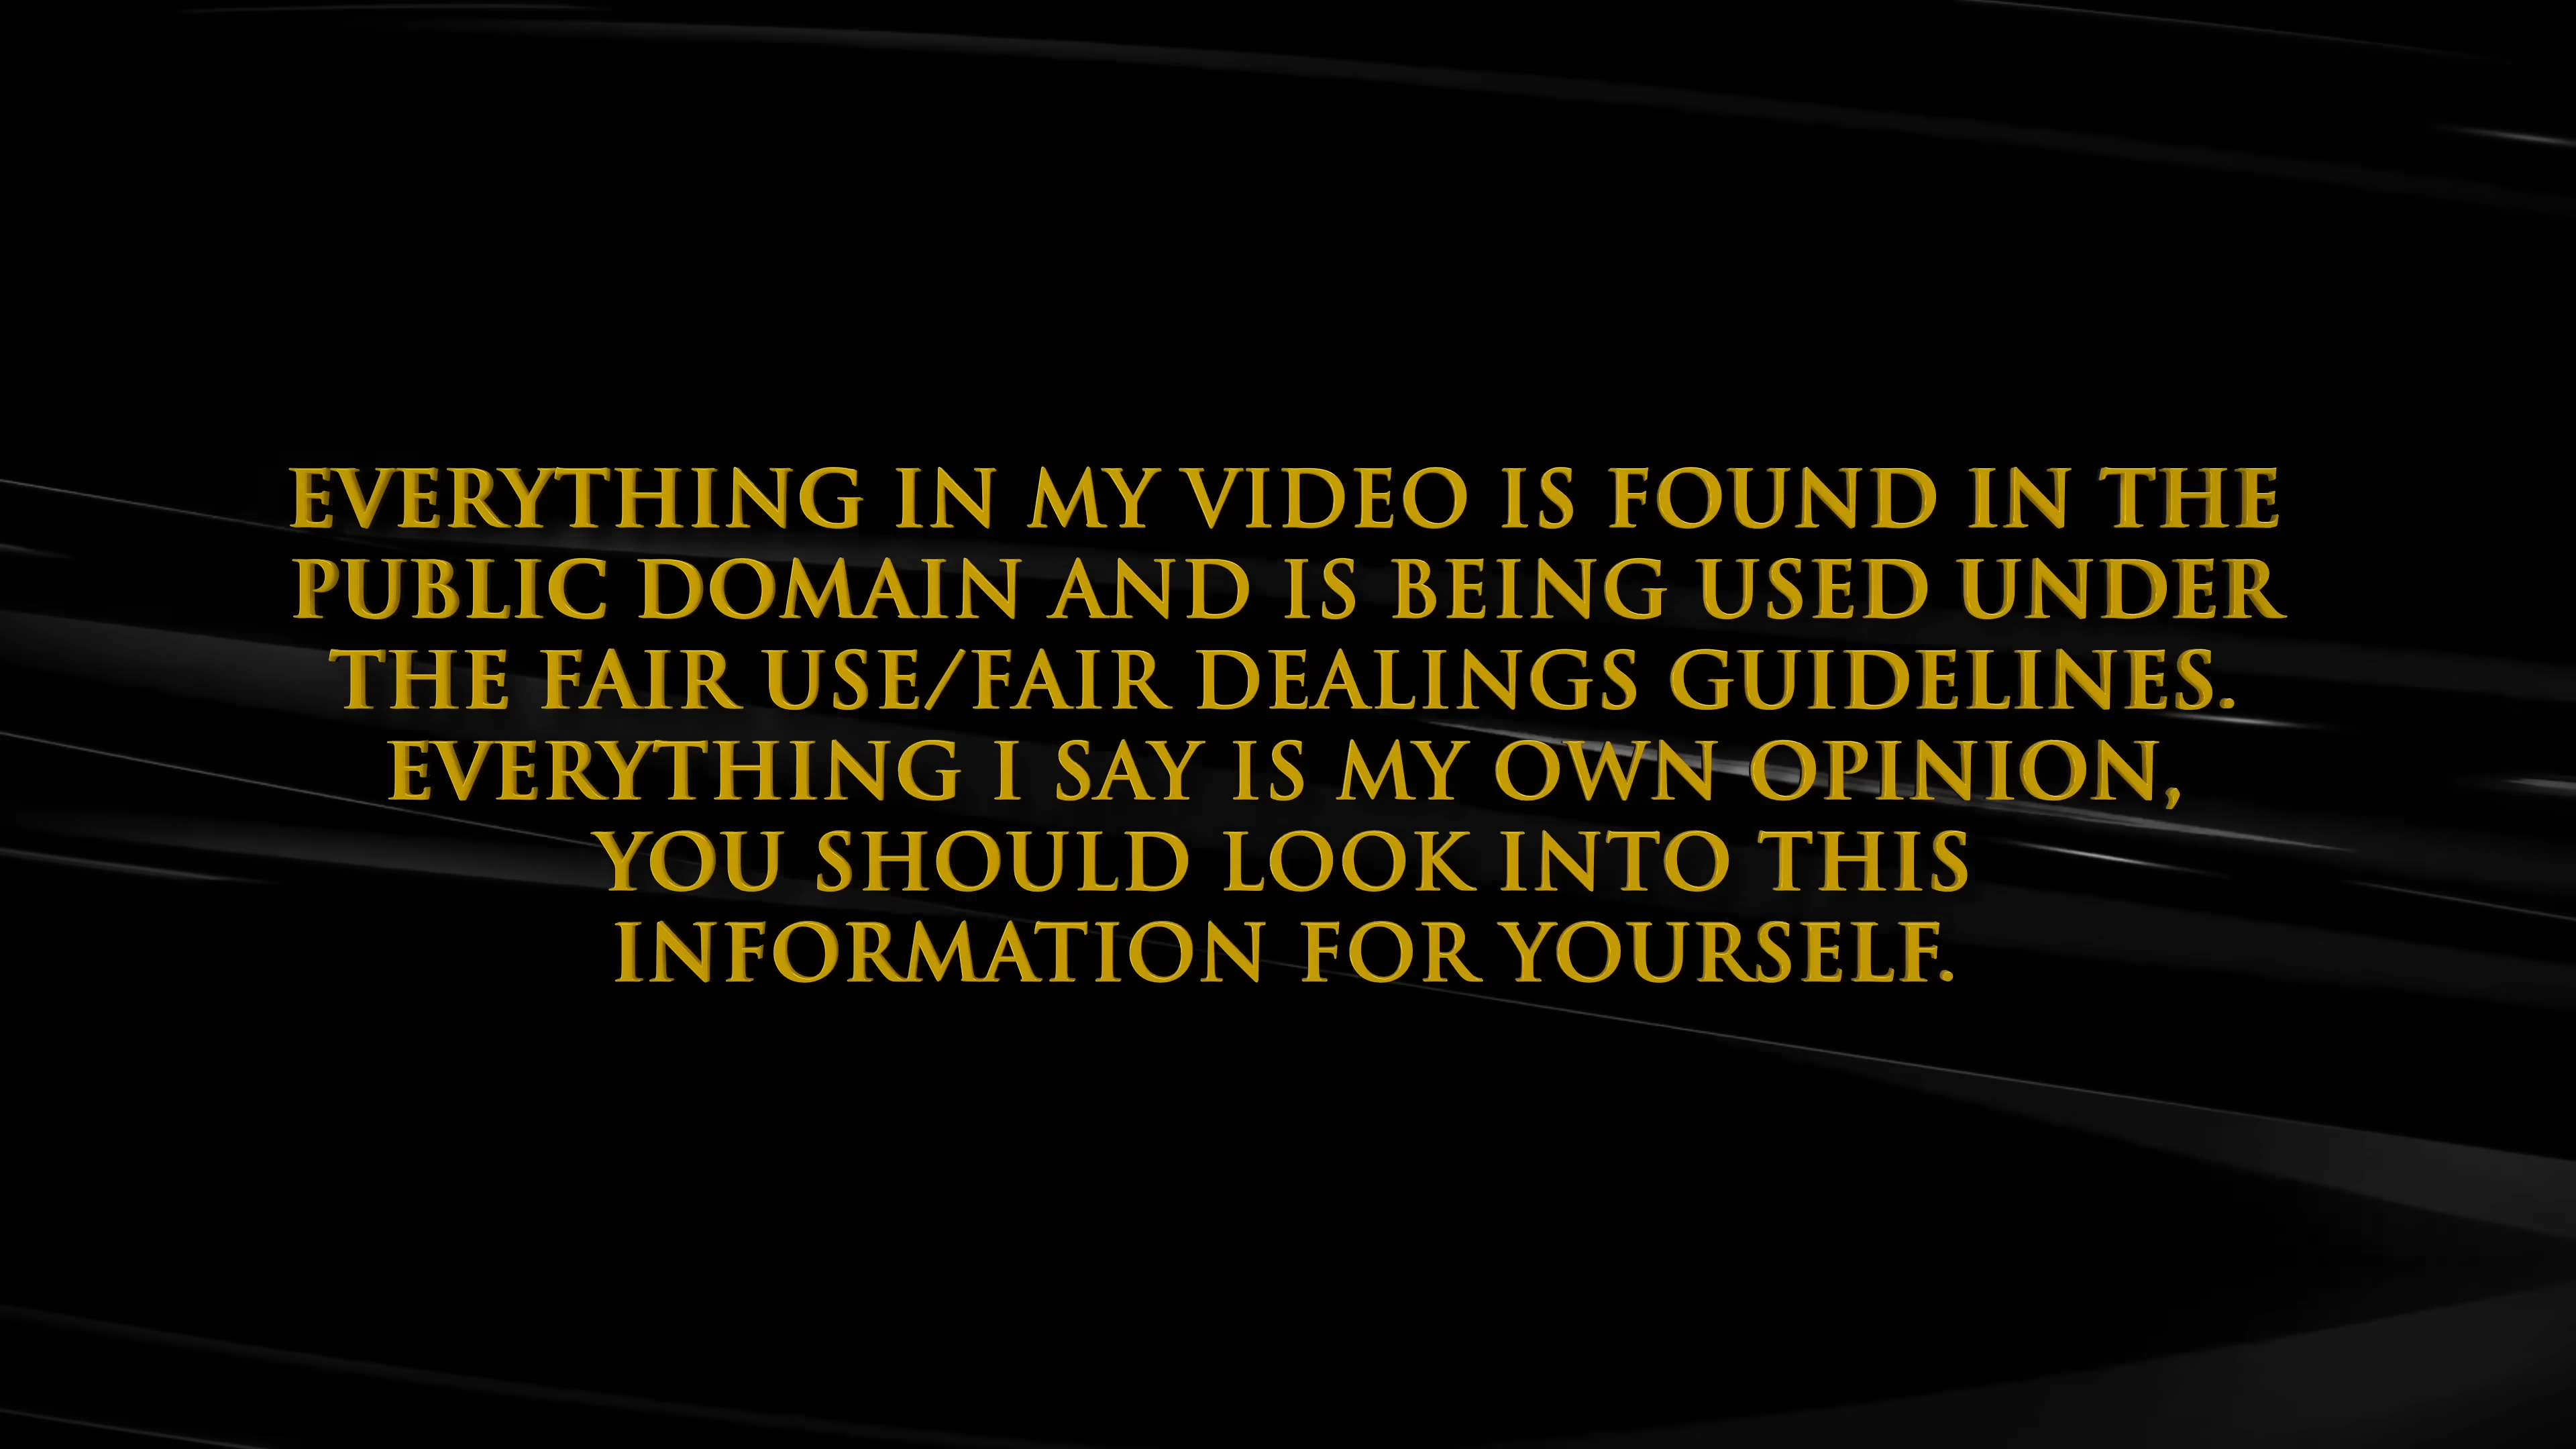 EVERYTHING IN MY VIDEO IS FOUND IN THE
PUBLIC DOMAIN AND IS BEING USED UNDER
THE FAIR USE/FAIR DEALINGS GUIDELINES.
EVERYTHING I SAY IS MY OWN OPINION,
YOU SHOULD LOOK INTO THIS
INFORMATION FOR YOURSELF.